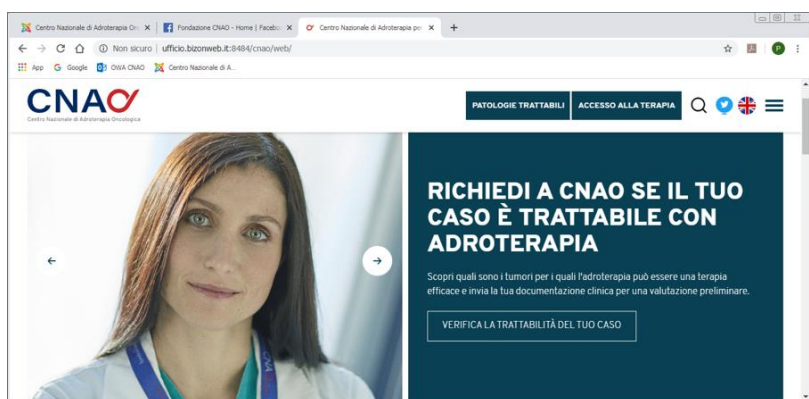 Centro Nazionale di Adroterapia On
Fondazione CNAO - Home | Facebo
Centro Nazionale di Adroterapia per
Non sicuro | ufficio.bizonweb.it:8484/cnao/web/
P
App Google OWA CNAO Centro Nazionale di A...
CNAO
Centro Nazionale di Adroterapia Oncologica
PATOLOGIE TRATTABILI ACCESSO ALLA TERAPIA
RICHIEDI A CNAO SE IL TUO
CASO È TRATTABILE CON
ADROTERAPIA
Scopri quali sono i tumori per i quali l'adroterapia può essere una terapia
efficace e invia la tua documentazione clinica per una valutazione preliminare.
VERIFICA LA TRATTABILITÀ DEL TUO CASO